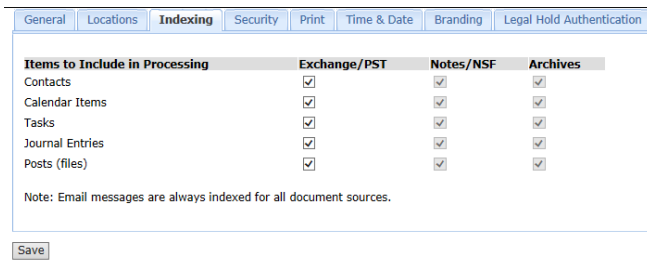 General Locations Indexing Security Print Time & Date Branding Legal Hold Authentication
Items to Include in Processing Exchange/PST Notes/NSF Archives
Contacts
Calendar Items
Tasks
Journal Entries
Posts (files)
Note: Email messages are always indexed for all document sources.
Save